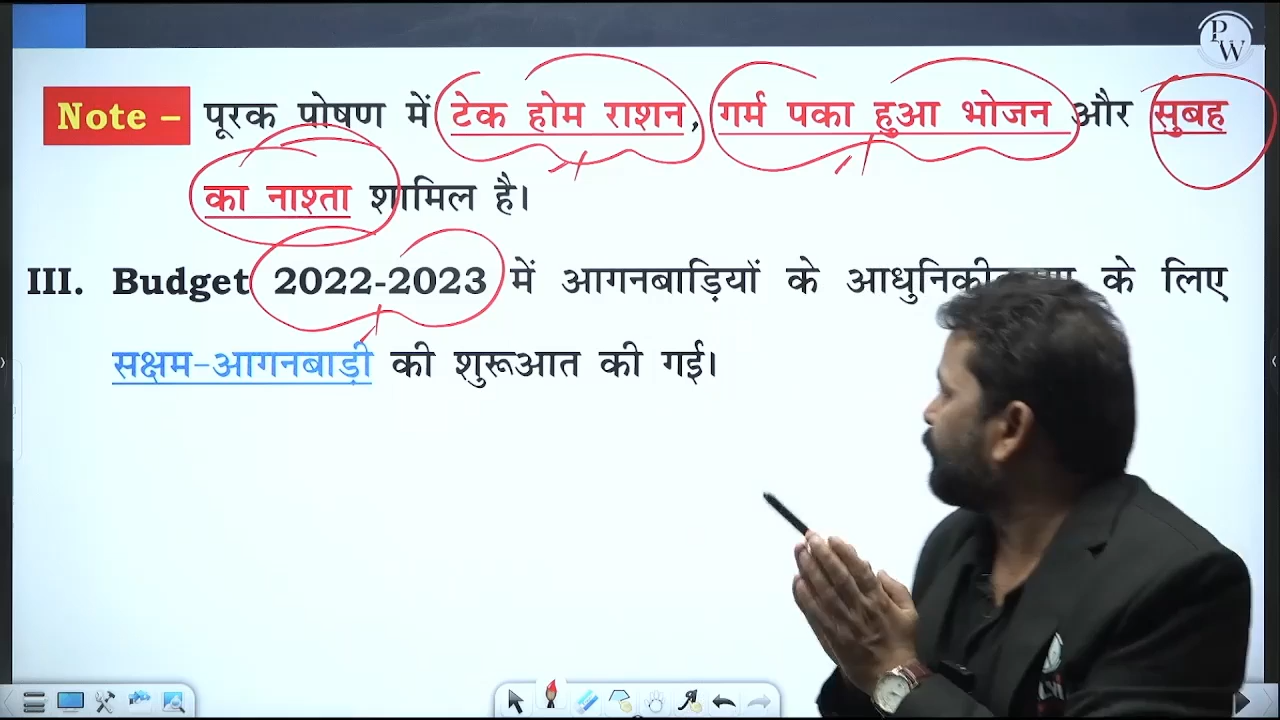 PW
Note – पूरक पोषण में टेक होम राशन, गर्म पका हुआ भोजन और सुबह
का नाश्ता शामिल है।
III. Budget 2022-2023 में आगनबाड़ियों के के लिए
सक्षम-आगनबाड़ी की शुरूआत की गई।